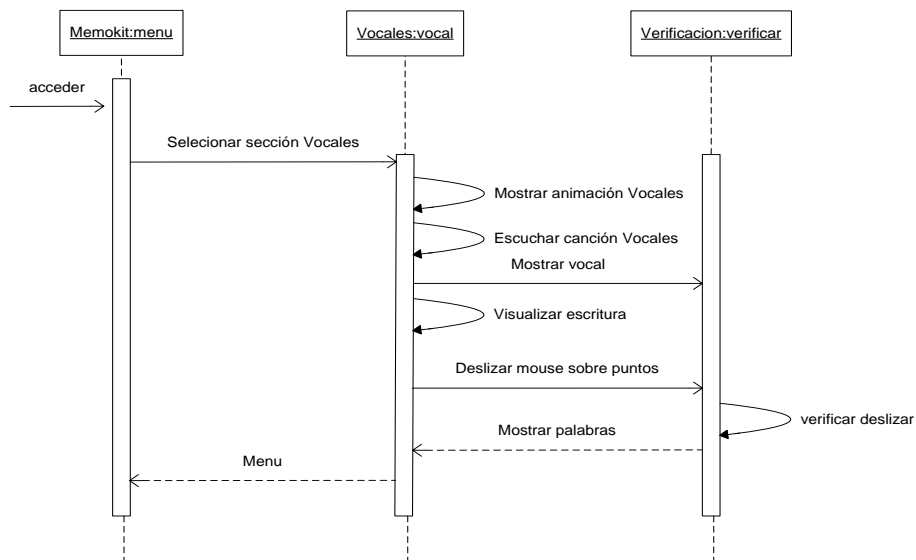 Memokit:menu
Vocales:vocal
Verificacion:verificar
acceder
Selecionar sección Vocales
Mostrar animación Vocales
Escuchar canción Vocales
Mostrar vocal
Visualizar escritura
Deslizar mouse sobre puntos
verificar deslizar
Mostrar palabras
Menu